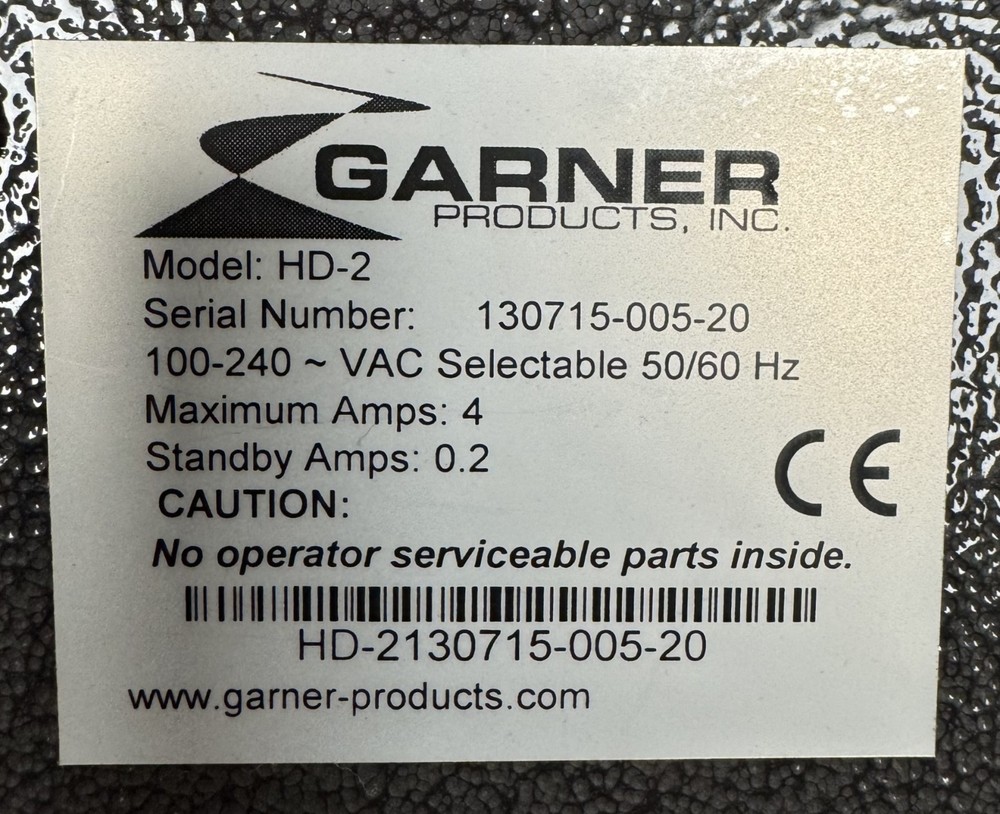 GARNER
PRODUCTS, INC.
Model: HD-2
Serial Number: 130715-005-20
100-240 ~ VAC Selectable 50/60 Hz
Maximum Amps: 4
Standby Amps: 0.2
CE
CAUTION:
No operator serviceable parts inside.
HD-2130715-005-20
www.garner-products.com